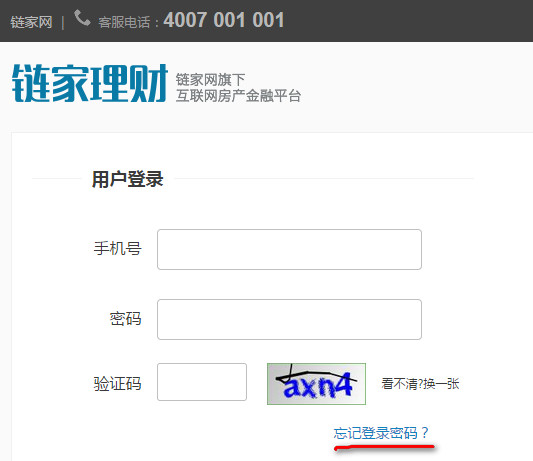 链家网 | 客服电话：4007 001 001
链家理财 链家网旗下
互联网房产金融平台
用户登录
手机号
密码
验证码 axn4 看不清?换一张
忘记登录密码？